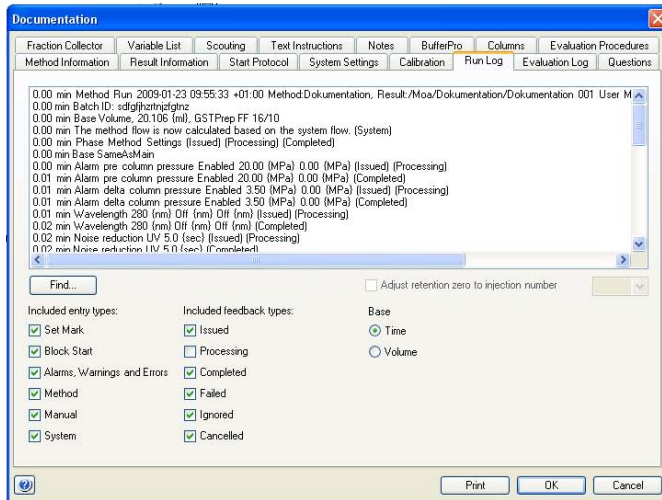 Documentation
Fraction Collector Variable List Scouting Text Instructions Notes BufferPro Columns Evaluation Procedures
Method Information Result Information Start Protocol System Settings Calibration Run Log Evaluation Log Questions
0.00 min Method Run 2009-01-23 09:55:33 +01:00 Method:Dokumentation, Result:/Moa/Dokumentation/Dokumentation 001 User M
0.00 min Batch ID:
0.00 min Base Volume, 20.106 {ml}, GSTPrep FF 16/10
0.00 min The method flow is now calculated based on the system flow. (System)
0.00 min Phase Method Settings (Issued) (Processing) (Completed)
0.00 min Base SameAsMain
0.00 min Alarm pre column pressure Enabled 20.00 {MPa} 0.00 {MPa} (Issued) (Processing)
0.01 min Alarm pre column pressure Enabled 20.00 {MPa} 0.00 {MPa} (Completed)
0.01 min Alarm delta column pressure Enabled 3.50 {MPa} 0.00 {MPa} (Issued) (Processing)
0.01 min Alarm delta column pressure Enabled 3.50 {MPa} 0.00 {MPa} (Completed)
0.01 min Wavelength 280 {nm} Off {nm} Off {nm} (Issued) (Processing)
0.02 min Wavelength 280 {nm} Off {nm} Off {nm} (Completed)
0.02 min Noise reduction UV 5.0 {sec} (Issued) (Processing)
0.02 min Noise reduction UV 5.0 {sec} (Completed)
Find... Adjust retention zero to injection number
Included entry types: Included feedback types: Base
Set Mark Issued Time
Block Start Processing Volume
Alarms, Warnings and Errors Completed
Method Failed
Manual Ignored
System Cancelled
Print OK Cancel